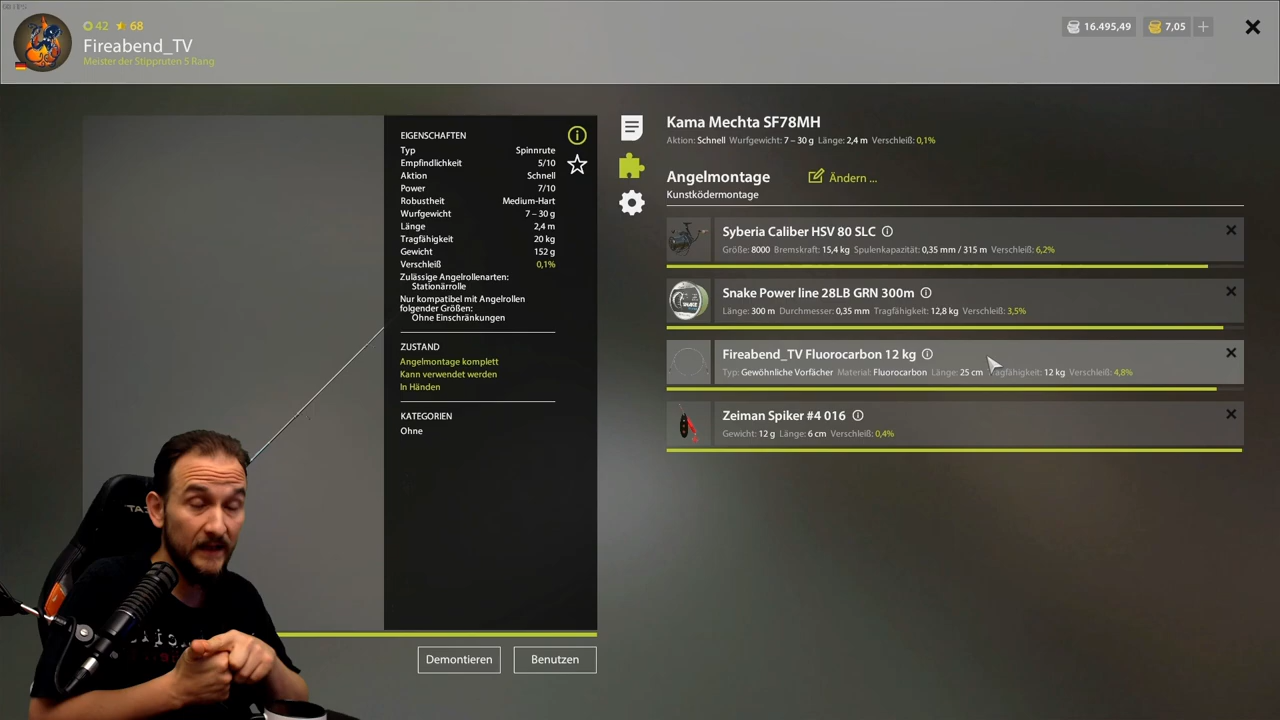 42 68
Fireabend_TV
Meister der Stippruten 5 Rang
16.495,49
7,05
EIGENSCHAFTEN
Typ Spinnrute
Empfindlichkeit 5/10
Aktion Schnell
Power 7/10
Robustheit Medium-Hart
Wurfgewicht 7 – 30 g
Länge 2,4 m
Tragfähigkeit 20 kg
Gewicht 152 g
Verschleiß 0,1%
Zulässige Angelrollenarten:
Stationärrolle
Nur kompatibel mit Angelrollen
folgender Größen:
Ohne Einschränkungen
ZUSTAND
Angelmontage komplett
Kann verwendet werden
In Händen
KATEGORIEN
Ohne
Demontieren
Benutzen
Kama Mechta SF78MH
Aktion: Schnell Wurfgewicht: 7 – 30 g Länge: 2,4 m Verschleiß: 0,1%
Angelmontage Ändern ...
Kunstködermontage
Syberia Caliber HSV 80 SLC
Größe: 8000 Bremskraft: 15,4 kg Spulenkapazität: 0,35 mm / 315 m Verschleiß: 6,2%
Snake Power line 28LB GRN 300m
Länge: 300 m Durchmesser: 0,35 mm Tragfähigkeit: 12,8 kg Verschleiß: 3,5%
Fireabend_TV Fluorocarbon 12 kg
Typ: Gewöhnliche Vorfächer Material: Fluorocarbon Länge: 25 cm Tragfähigkeit: 12 kg Verschleiß: 4,8%
Zeiman Spiker #4 016
Gewicht: 12 g Länge: 6 cm Verschleiß: 0,4%